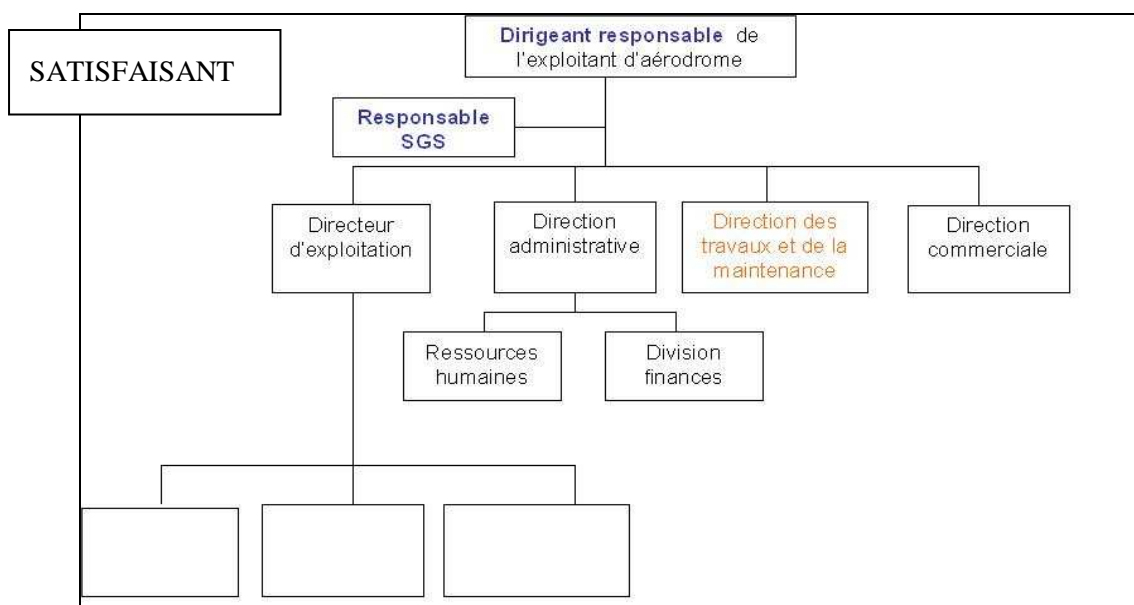 SATISFAISANT
Dirigeant responsable de
l'exploitant d'aérodrome
Responsable
SGS
Directeur
d'exploitation
Direction
administrative
Direction des
travaux et de la
maintenance
Direction
commerciale
Ressources
humaines
Division
finances